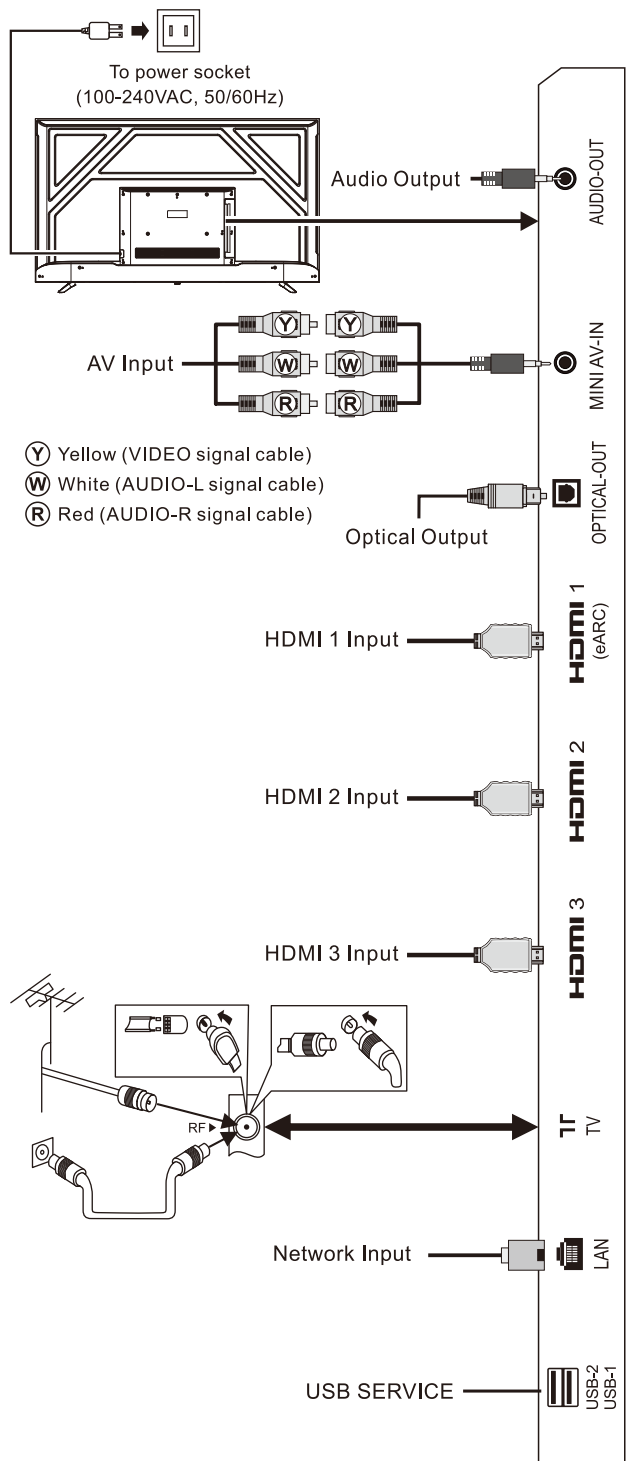 To power socket
(100-240VAC, 50/60Hz)
Audio Output
AUDIO-OUT
Y Y
AV Input
W W
MINI AV-IN
R R
Y Yellow (VIDEO signal cable)
W White (AUDIO-L signal cable)
R Red (AUDIO-R signal cable)
Optical Output
OPTICAL-OUT
HDMI 1 Input
HDMI 1
(eARC)
HDMI 2 Input
HDMI 2
HDMI 3 Input
HDMI 3
RF
TV
Network Input
LAN
USB SERVICE
USB-2
USB-1